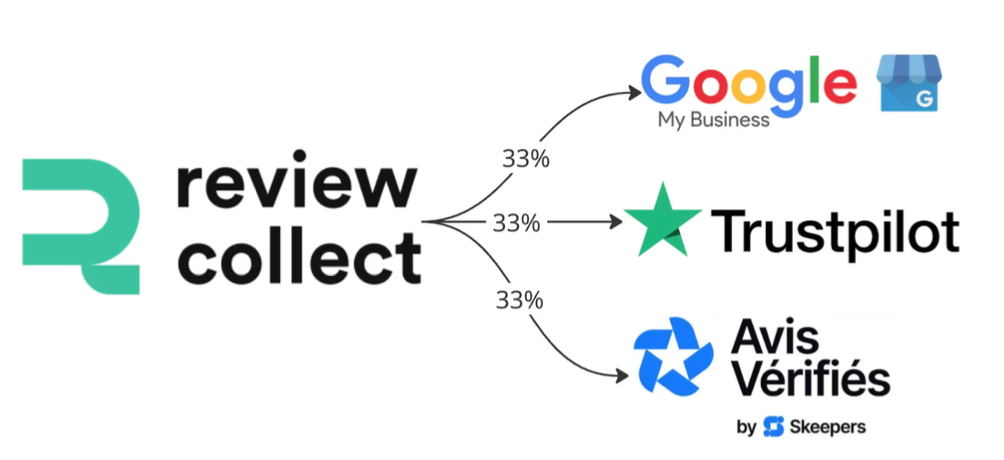 review
collect
33%
33%
33%
Google
My Business
G
Trustpilot
Avis
Vérifiés
by Skeepers